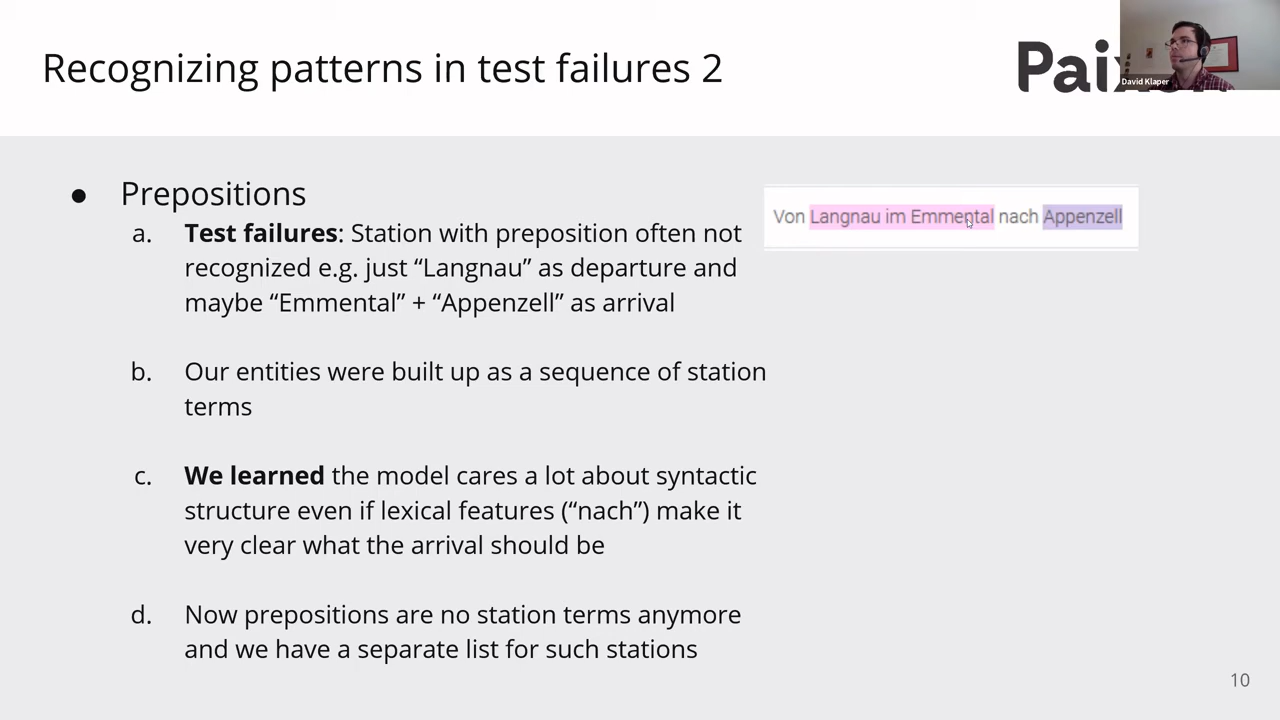 Recognizing patterns in test failures 2
David Klaper
● Prepositions
a. Test failures: Station with preposition often not
recognized e.g. just “Langnau” as departure and
maybe “Emmental” + “Appenzell” as arrival
b. Our entities were built up as a sequence of station
terms
c. We learned the model cares a lot about syntactic
structure even if lexical features (“nach”) make it
very clear what the arrival should be
d. Now prepositions are no station terms anymore
and we have a separate list for such stations
Von Langnau im Emmental nach Appenzell
10